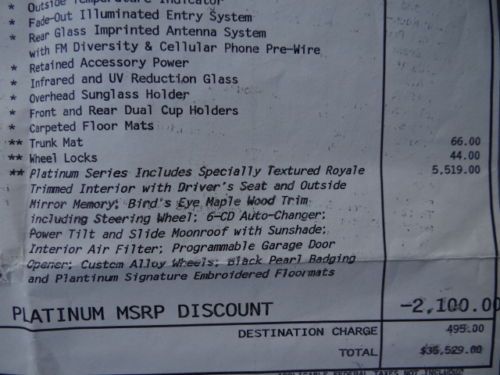 * Outside Temperature Indicator
* Fade-Out Illuminated Entry System
* Rear Glass Imprinted Antenna System
with FM Diversity & Cellular Phone Pre-Wire
* Retained Accessory Power
* Infrared and UV Reduction Glass
* Overhead Sunglass Holder
* Front and Rear Dual Cup Holders
* Carpeted Floor Mats
** Trunk Mat 66.00
** Wheel Locks 44.00
** Platinum Series Includes Specially Textured Royale 5,519.00
Trimmed Interior with Driver's Seat and Outside
Mirror Memory; Bird's Eye Maple Wood Trim
including Steering Wheel; 6-CD Auto-Changer;
Power Tilt and Slide Moonroof with Sunshade;
Interior Air Filter; Programmable Garage Door
Opener; Custom Alloy Wheels; Black Pearl Badging
and Plantinum Signature Embroidered Floormats
PLATINUM MSRP DISCOUNT -2,100.00
DESTINATION CHARGE 495.00
TOTAL $35,529.00
FEDERAL TAXES NOT